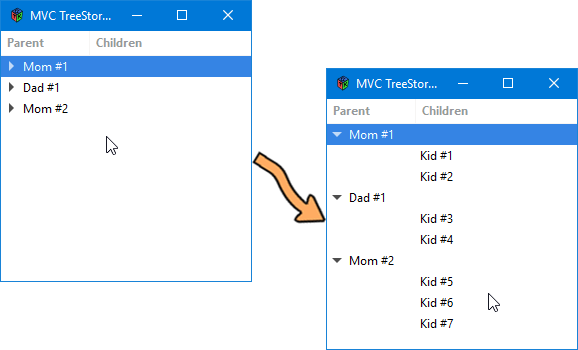 MVC TreeStor...
Parent Children
Mom #1
Dad #1
Mom #2
MVC TreeStor...
Parent Children
Mom #1
Kid #1
Kid #2
Dad #1
Kid #3
Kid #4
Mom #2
Kid #5
Kid #6
Kid #7